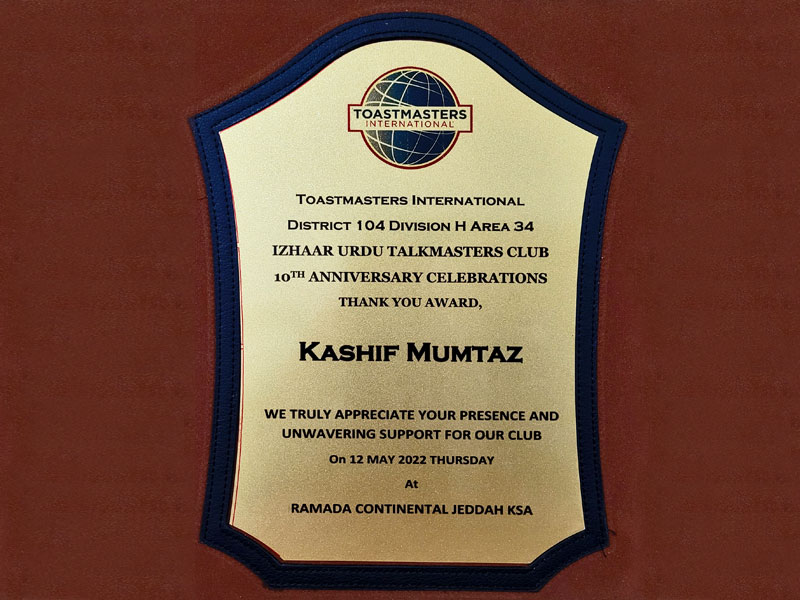 TOASTMASTERS
INTERNATIONAL
TOASTMASTERS INTERNATIONAL
DISTRICT 104 DIVISION H AREA 34
IZHAAR URDU TALKMASTERS CLUB
10TH ANNIVERSARY CELEBRATIONS
THANK YOU AWARD,
KASHIF MUMTAZ
WE TRULY APPRECIATE YOUR PRESENCE AND
UNWAVERING SUPPORT FOR OUR CLUB
On 12 MAY 2022 THURSDAY
At
RAMADA CONTINENTAL JEDDAH KSA